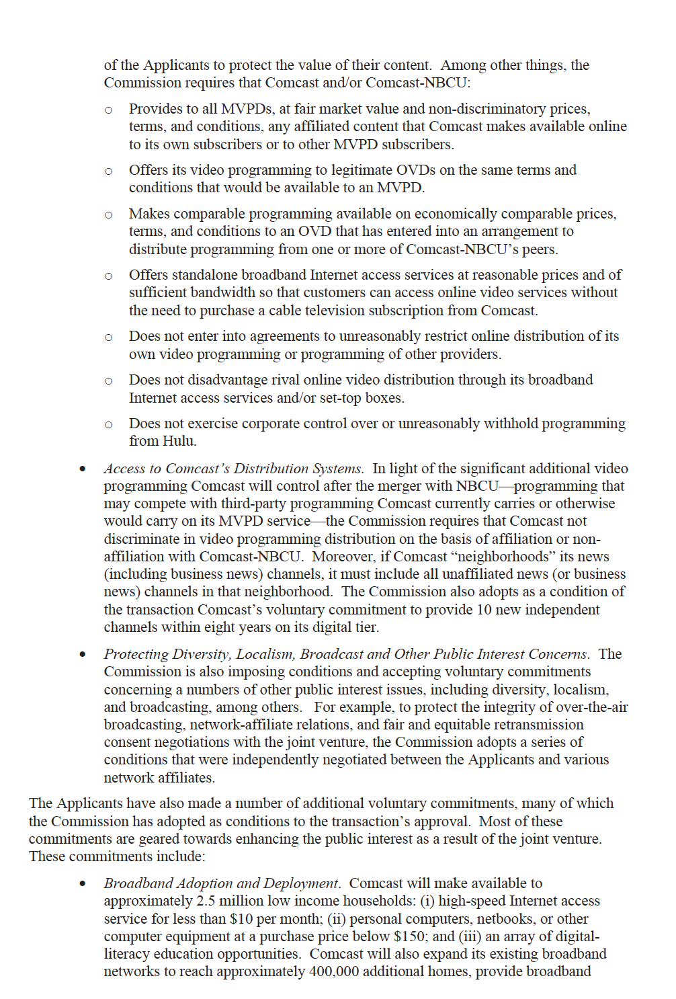 of the Applicants to protect the value of their content.  Among other things, the
Commission requires that Comcast and/or Comcast-NBCU:
o Provides to all MVPDs, at fair market value and non-discriminatory prices,
terms, and conditions, any affiliated content that Comcast makes available online
to its own subscribers or to other MVPD subscribers.
o Offers its video programming to legitimate OVDs on the same terms and
conditions that would be available to an MVPD.
o Makes comparable programming available on economically comparable prices,
terms, and conditions to an OVD that has entered into an arrangement to
distribute programming from one or more of Comcast-NBCU’s peers.
o Offers standalone broadband Internet access services at reasonable prices and of
sufficient bandwidth so that customers can access online video services without
the need to purchase a cable television subscription from Comcast.
o Does not enter into agreements to unreasonably restrict online distribution of its
own video programming or programming of other providers.
o Does not disadvantage rival online video distribution through its broadband
Internet access services and/or set-top boxes.
o Does not exercise corporate control over or unreasonably withhold programming
from Hulu.
• Access to Comcast’s Distribution Systems.  In light of the significant additional video
programming Comcast will control after the merger with NBCU—programming that
may compete with third-party programming Comcast currently carries or otherwise
would carry on its MVPD service—the Commission requires that Comcast not
discriminate in video programming distribution on the basis of affiliation or non-
affiliation with Comcast-NBCU.  Moreover, if Comcast “neighborhoods” its news
(including business news) channels, it must include all unaffiliated news (or business
news) channels in that neighborhood.  The Commission also adopts as a condition of
the transaction Comcast’s voluntary commitment to provide 10 new independent
channels within eight years on its digital tier.
• Protecting Diversity, Localism, Broadcast and Other Public Interest Concerns.  The
Commission is also imposing conditions and accepting voluntary commitments
concerning a numbers of other public interest issues, including diversity, localism,
and broadcasting, among others.   For example, to protect the integrity of over-the-air
broadcasting, network-affiliate relations, and fair and equitable retransmission
consent negotiations with the joint venture, the Commission adopts a series of
conditions that were independently negotiated between the Applicants and various
network affiliates.
The Applicants have also made a number of additional voluntary commitments, many of which
the Commission has adopted as conditions to the transaction’s approval.  Most of these
commitments are geared towards enhancing the public interest as a result of the joint venture.
These commitments include:
• Broadband Adoption and Deployment.  Comcast will make available to
approximately 2.5 million low income households: (i) high-speed Internet access
service for less than $10 per month; (ii) personal computers, netbooks, or other
computer equipment at a purchase price below $150; and (iii) an array of digital-
literacy education opportunities.  Comcast will also expand its existing broadband
networks to reach approximately 400,000 additional homes, provide broadband